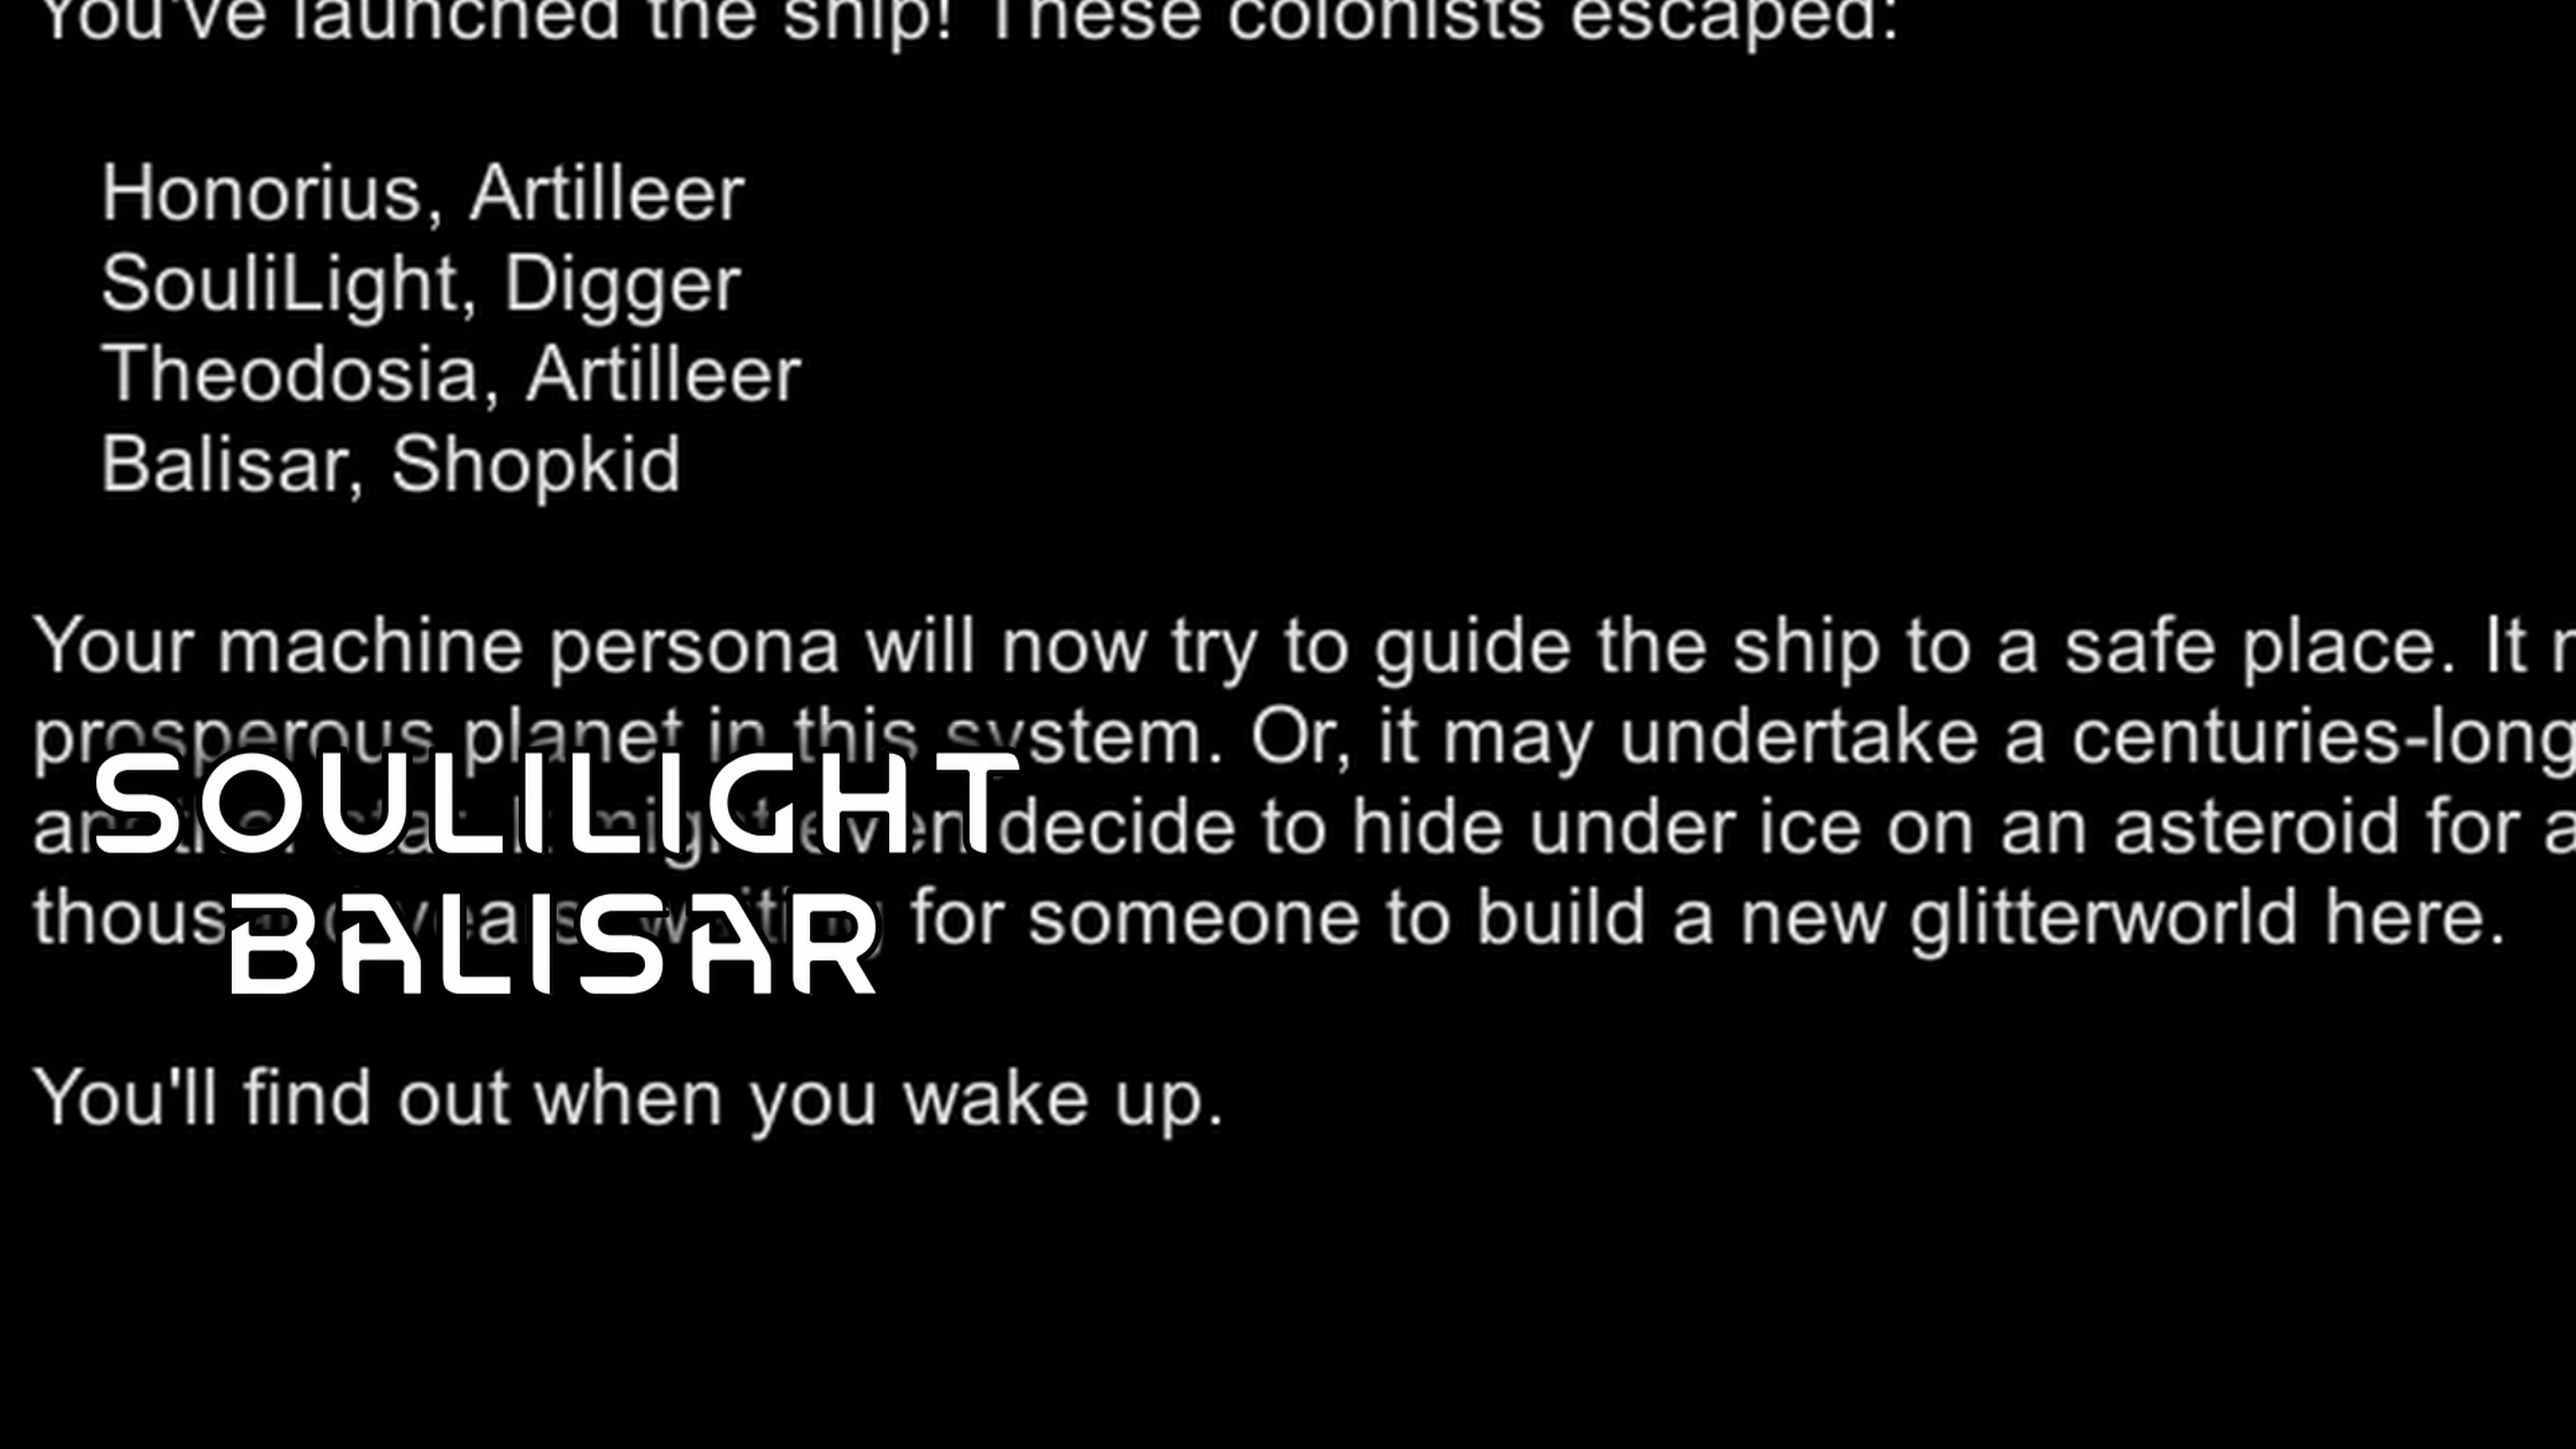 You've launched the ship! These colonists escaped:
Honorius, Artilleer
SouliLight, Digger
Theodosia, Artilleer
Balisar, Shopkid
Your machine persona will now try to guide the ship to a safe place. It
prosperous planet in this system. Or, it may undertake a centuries-long
might even decide to hide under ice on an asteroid for a
SOULILIGHT
for someone to build a new glitterworld here.
BALISAR
You'll find out when you wake up.